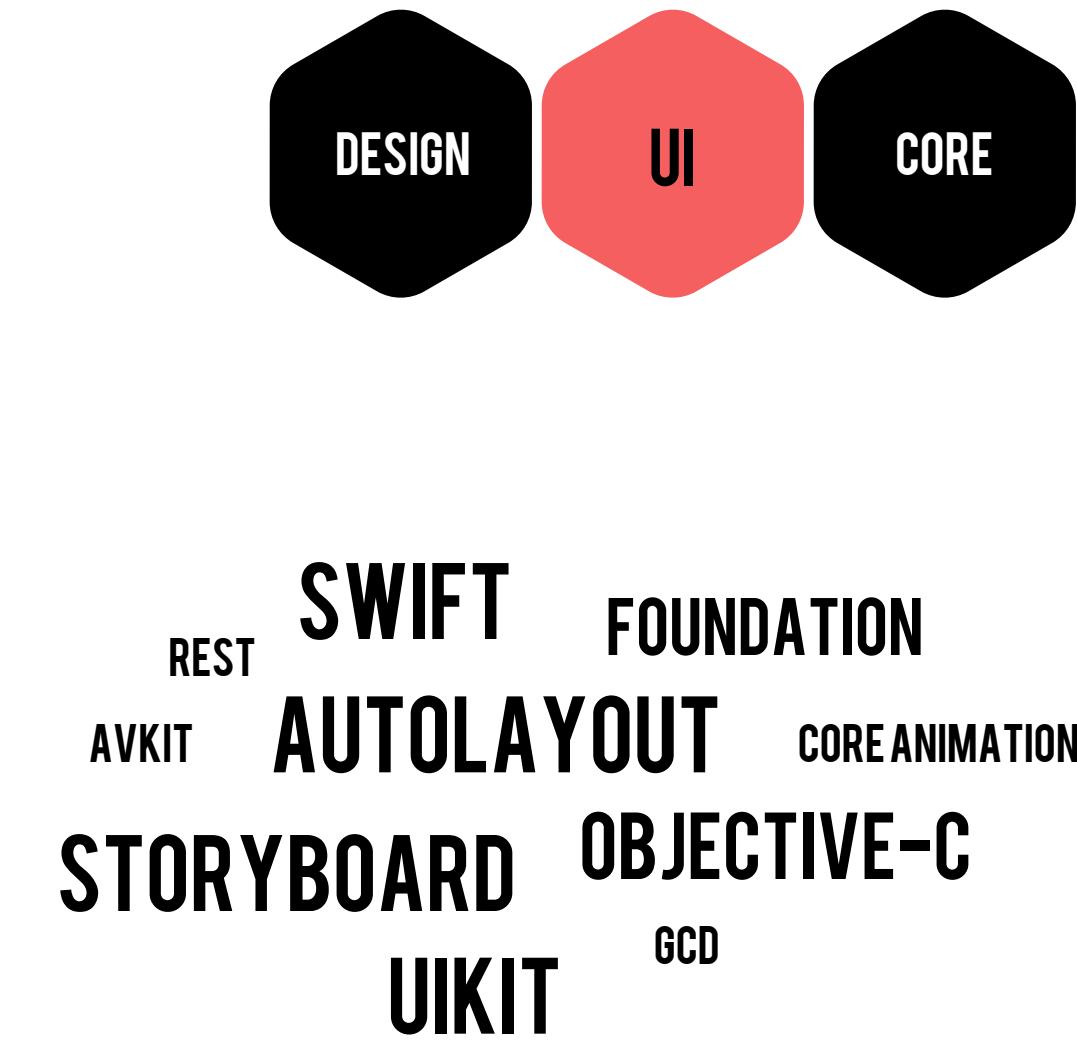 DESIGN
UI
CORE
SWIFT
FOUNDATION
REST
AUTOLAYOUT
AVKIT
CORE ANIMATION
OBJECTIVE-C
STORYBOARD
GCD
UIKIT